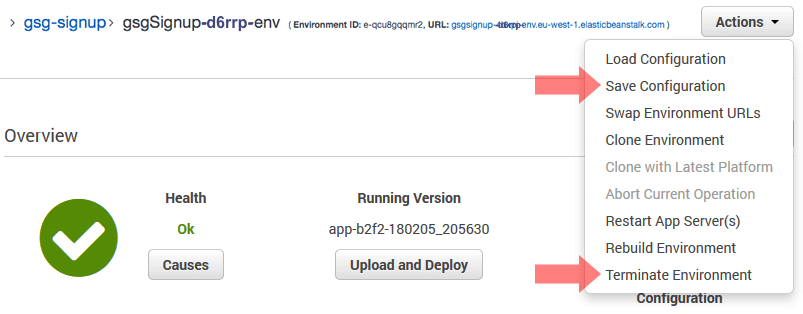 > gsg-signup > gsgSignup-d6rrp-env ( Environment ID: e-qcu8gqqmr2, URL: gsgsignup-d6rrp-env.eu-west-1.elasticbeanstalk.com )
Actions
Load Configuration
Save Configuration
Swap Environment URLs
Clone Environment
Clone with Latest Platform
Abort Current Operation
Restart App Server(s)
Rebuild Environment
Terminate Environment
Overview
Health
Running Version
Ok
app-b2f2-180205_205630
Causes
Upload and Deploy
Configuration